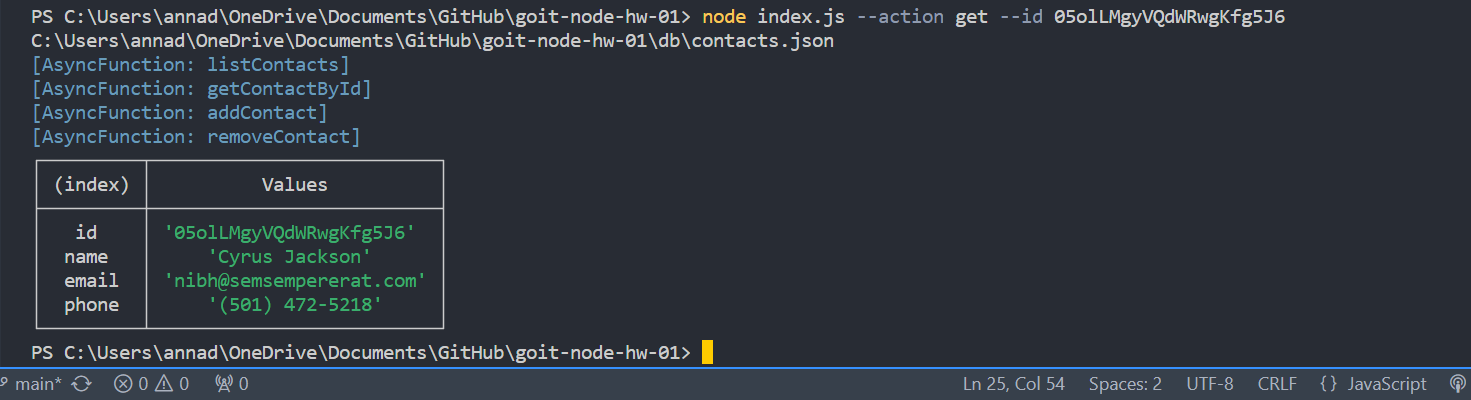 PS C:\Users\annad\OneDrive\Documents\GitHub\goit-node-hw-01> node index.js --action get --id 05olLMgyVQdWRwgKfg5J6
C:\Users\annad\OneDrive\Documents\GitHub\goit-node-hw-01\db\contacts.json
[AsyncFunction: listContacts]
[AsyncFunction: getContactById]
[AsyncFunction: addContact]
[AsyncFunction: removeContact]
(index) Values
id '05olLMgyVQdWRwgKfg5J6'
name 'Cyrus Jackson'
email 'nibh@semsempererat.com'
phone '(501) 472-5218'
PS C:\Users\annad\OneDrive\Documents\GitHub\goit-node-hw-01>
main* 0 0 0 Ln 25, Col 54 Spaces: 2 UTF-8 CRLF {} JavaScript